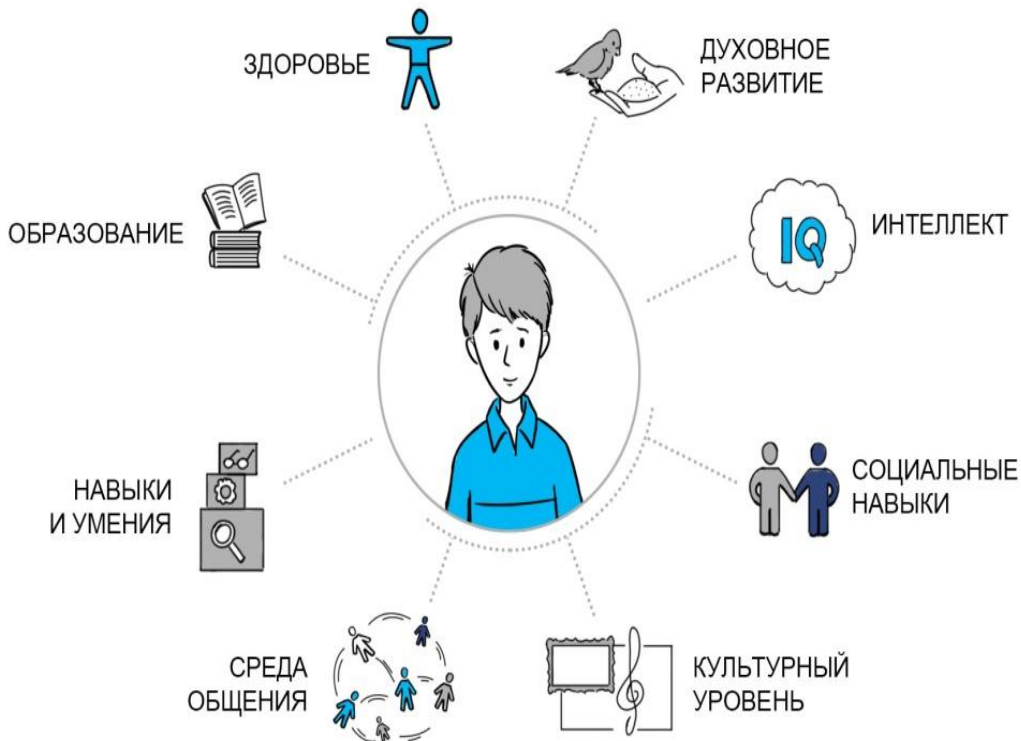 ЗДОРОВЬЕ
ДУХОВНОЕ
РАЗВИТИЕ
ОБРАЗОВАНИЕ
IQ
ИНТЕЛЛЕКТ
НАВЫКИ
И УМЕНИЯ
СОЦИАЛЬНЫЕ
НАВЫКИ
СРЕДА
ОБЩЕНИЯ
КУЛЬТУРНЫЙ
УРОВЕНЬ